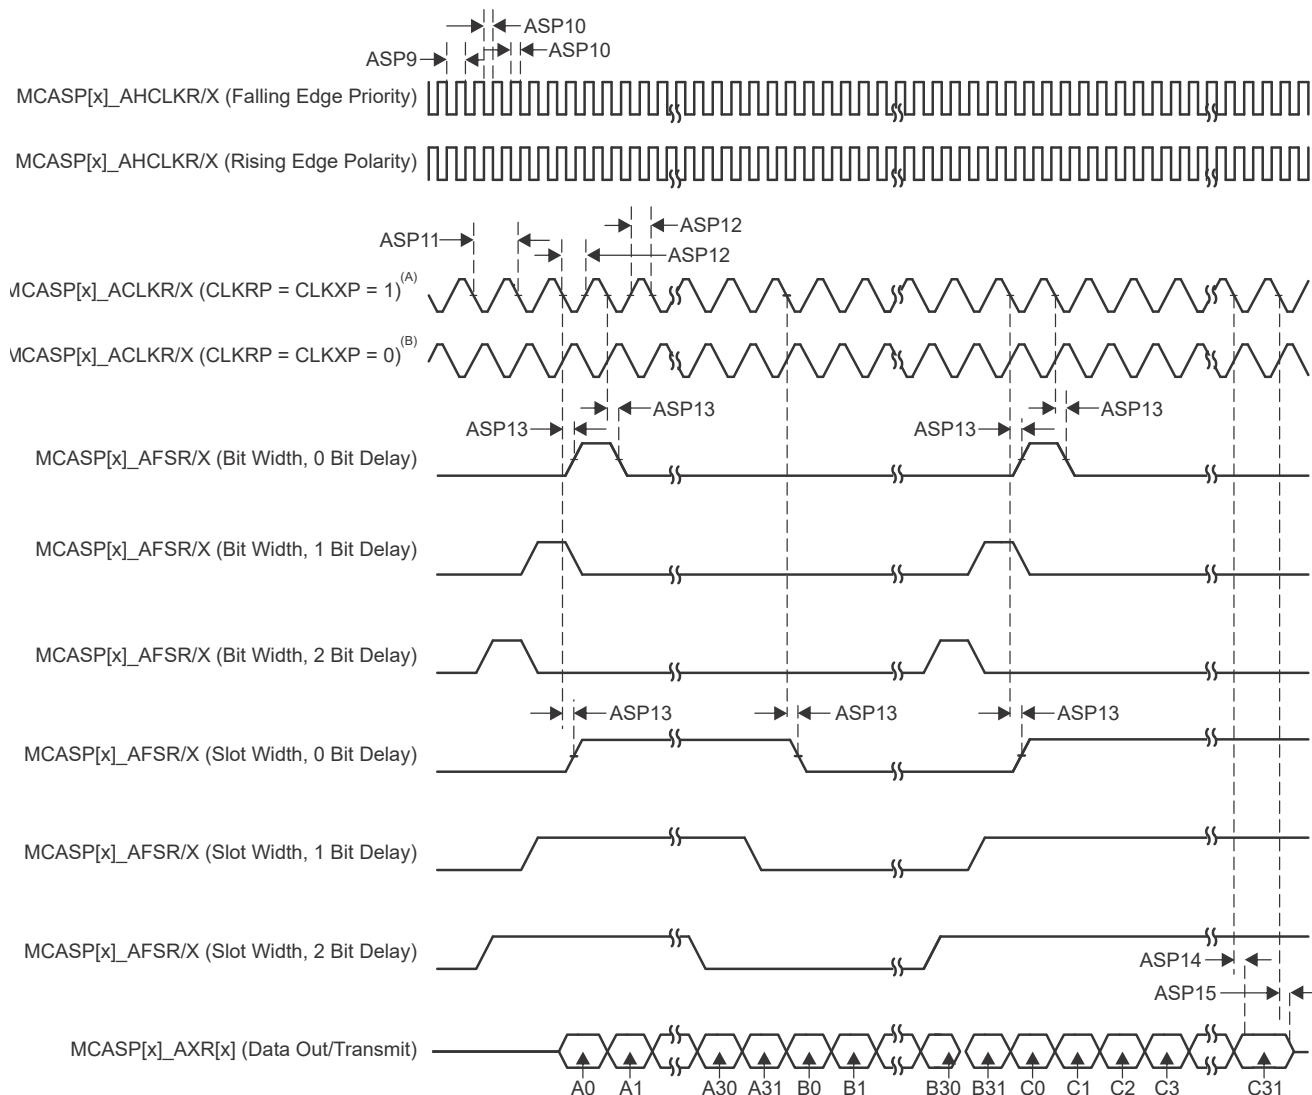 ASP10
ASP10
ASP9
MCASP[x]_AHCLKR/X (Falling Edge Priority)
MCASP[x]_AHCLKR/X (Rising Edge Polarity)
ASP12
ASP11
ASP12
MCASP[x]_ACLKR/X (CLKRP = CLKXP = 1)(A)
MCASP[x]_ACLKR/X (CLKRP = CLKXP = 0)(B)
ASP13
ASP13
ASP13
ASP13
MCASP[x]_AFSR/X (Bit Width, 0 Bit Delay)
MCASP[x]_AFSR/X (Bit Width, 1 Bit Delay)
MCASP[x]_AFSR/X (Bit Width, 2 Bit Delay)
ASP13
ASP13
ASP13
MCASP[x]_AFSR/X (Slot Width, 0 Bit Delay)
MCASP[x]_AFSR/X (Slot Width, 1 Bit Delay)
MCASP[x]_AFSR/X (Slot Width, 2 Bit Delay)
ASP14
ASP15
MCASP[x]_AXR[x] (Data Out/Transmit)
A0 A1 A30 A31 B0 B1 B30 B31 C0 C1 C2 C3 C31